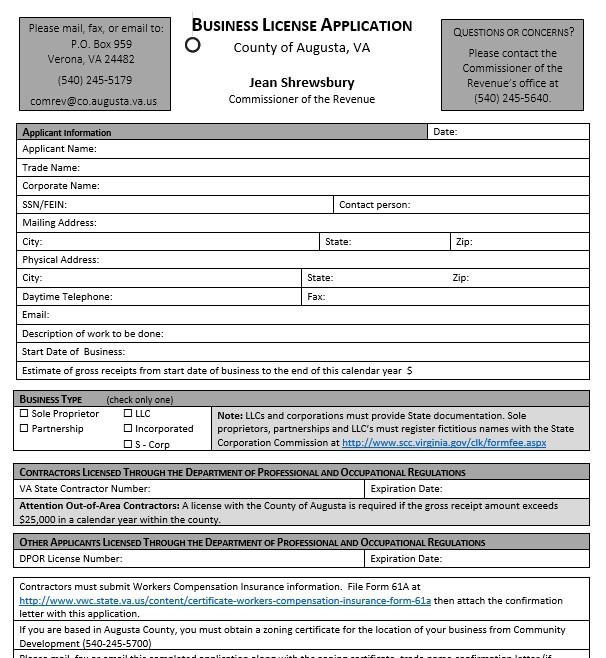 Please mail, fax, or email to:
P.O. Box 959
Verona, VA 24482
(540) 245-5179
comrev@co.augusta.va.us
BUSINESS LICENSE APPLICATION
County of Augusta, VA
Jean Shrewsbury
Commissioner of the Revenue
QUESTIONS OR CONCERNS?
Please contact the
Commissioner of the
Revenue's office at
(540) 245-5640.
APPLICANT INFORMATION Date:
Applicant Name:
Trade Name:
Corporate Name:
SSN/FEIN: Contact person:
Mailing Address:
City: State: Zip:
Physical Address:
City: State: Zip:
Daytime Telephone: Fax:
Email:
Description of work to be done:
Start Date of Business:
Estimate of gross receipts from start date of business to the end of this calendar year $
BUSINESS TYPE (check only one)
☐ Sole Proprietor ☐ LLC
☐ Partnership ☐ Incorporated
☐ S - Corp
Note: LLCs and corporations must provide State documentation. Sole
proprietors, partnerships and LLC's must register fictitious names with the State
Corporation Commission at http://www.scc.virginia.gov/clk/formfee.aspx
CONTRACTORS LICENSED THROUGH THE DEPARTMENT OF PROFESSIONAL AND OCCUPATIONAL REGULATIONS
VA State Contractor Number: Expiration Date:
Attention Out-of-Area Contractors: A license with the County of Augusta is required if the gross receipt amount exceeds
$25,000 in a calendar year within the county.
OTHER APPLICANTS LICENSED THROUGH THE DEPARTMENT OF PROFESSIONAL AND OCCUPATIONAL REGULATIONS
DPOR License Number: Expiration Date:
Contractors must submit Workers Compensation Insurance information. File Form 61A at
http://www.vwc.state.va.us/content/certificate-workers-compensation-insurance-form-61a then attach the confirmation
letter with this application.
If you are based in Augusta County, you must obtain a zoning certificate for the location of your business from Community
Development (540-245-5700)